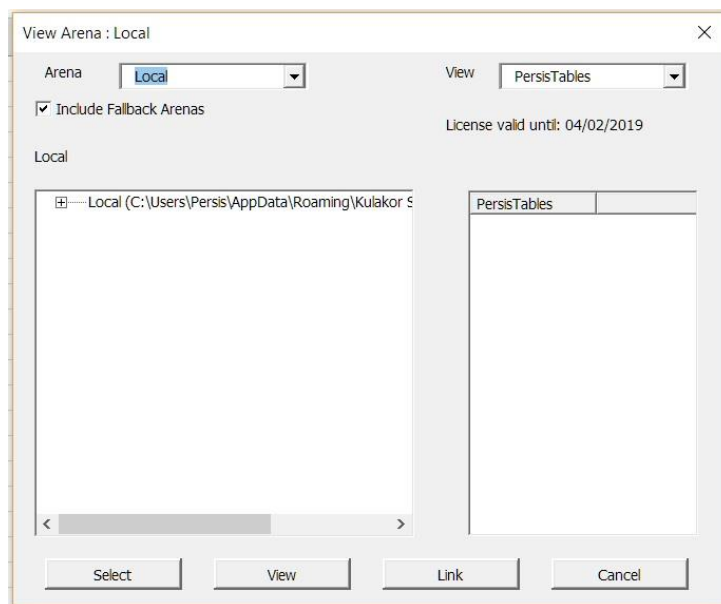 View Arena : Local
Arena Local View PersisTables
Include Fallback Arenas
License valid until: 04/02/2019
Local
Local (C:\Users\Persis\AppData\Roaming\Kulakor S
PersisTables
Select View Link Cancel